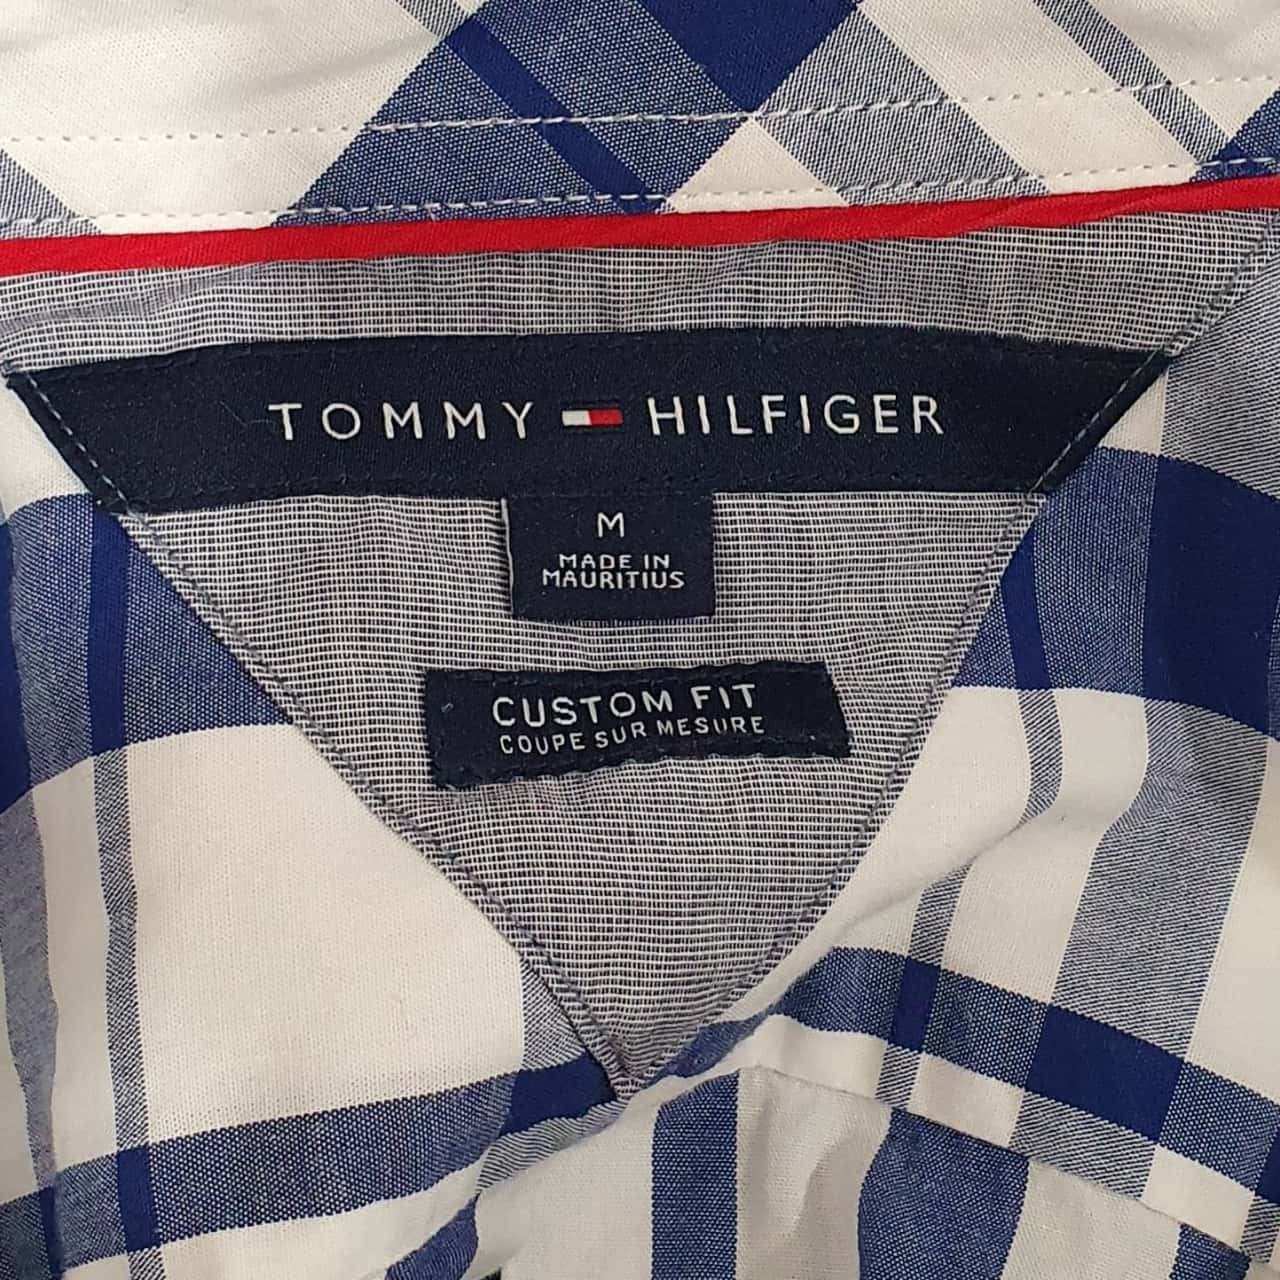 TOMMY HILFIGER
M
MADE IN
MAURITIUS
CUSTOM FIT
COUPE SUR MESURE